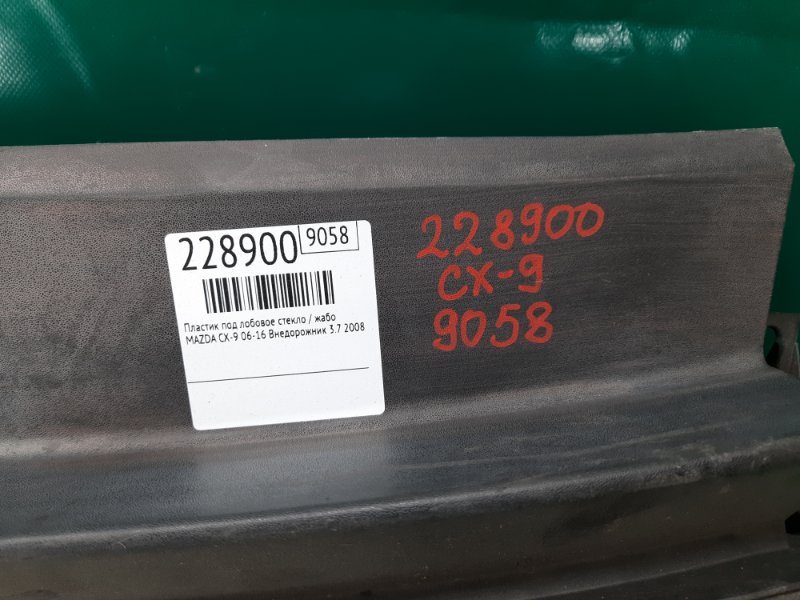 228900 9058
Пластик под лобовое стекло / жабо
MAZDA CX-9 06-16 Внедорожник 3.7 2008
228900
CX-9
9058